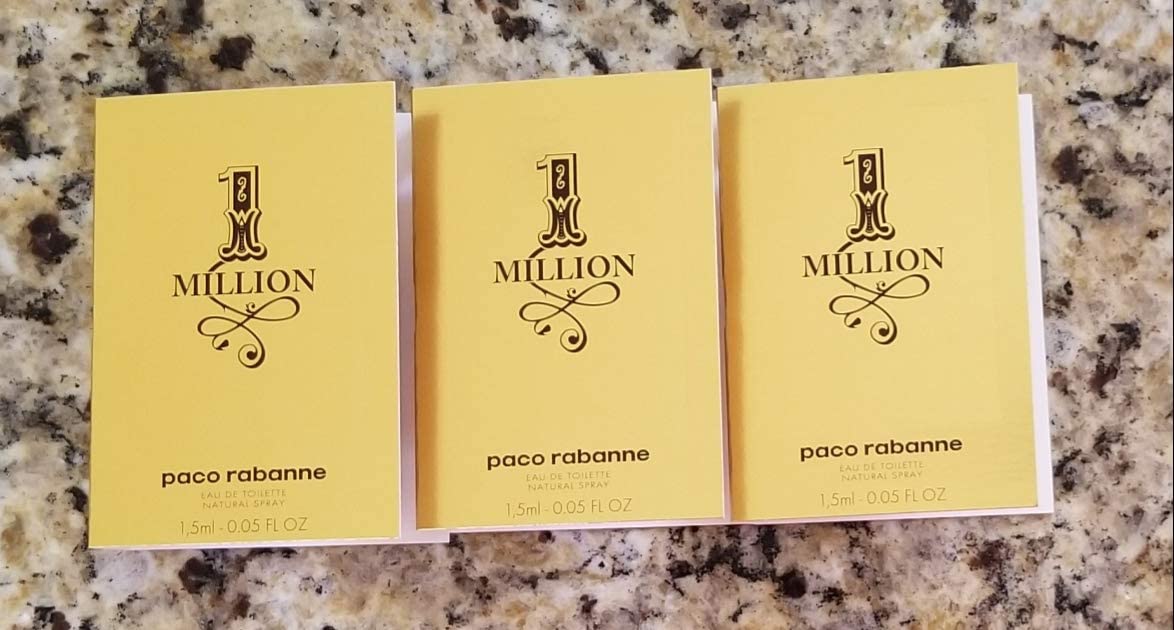 1
MILLION
paco rabanne
EAU DE TOILETTE
NATURAL SPRAY
1,5ml - 0.05 FL OZ
1
MILLION
paco rabanne
EAU DE TOILETTE
NATURAL SPRAY
1,5ml - 0.05 FL OZ
1
MILLION
paco rabanne
EAU DE TOILETTE
NATURAL SPRAY
1,5ml - 0.05 FL OZ